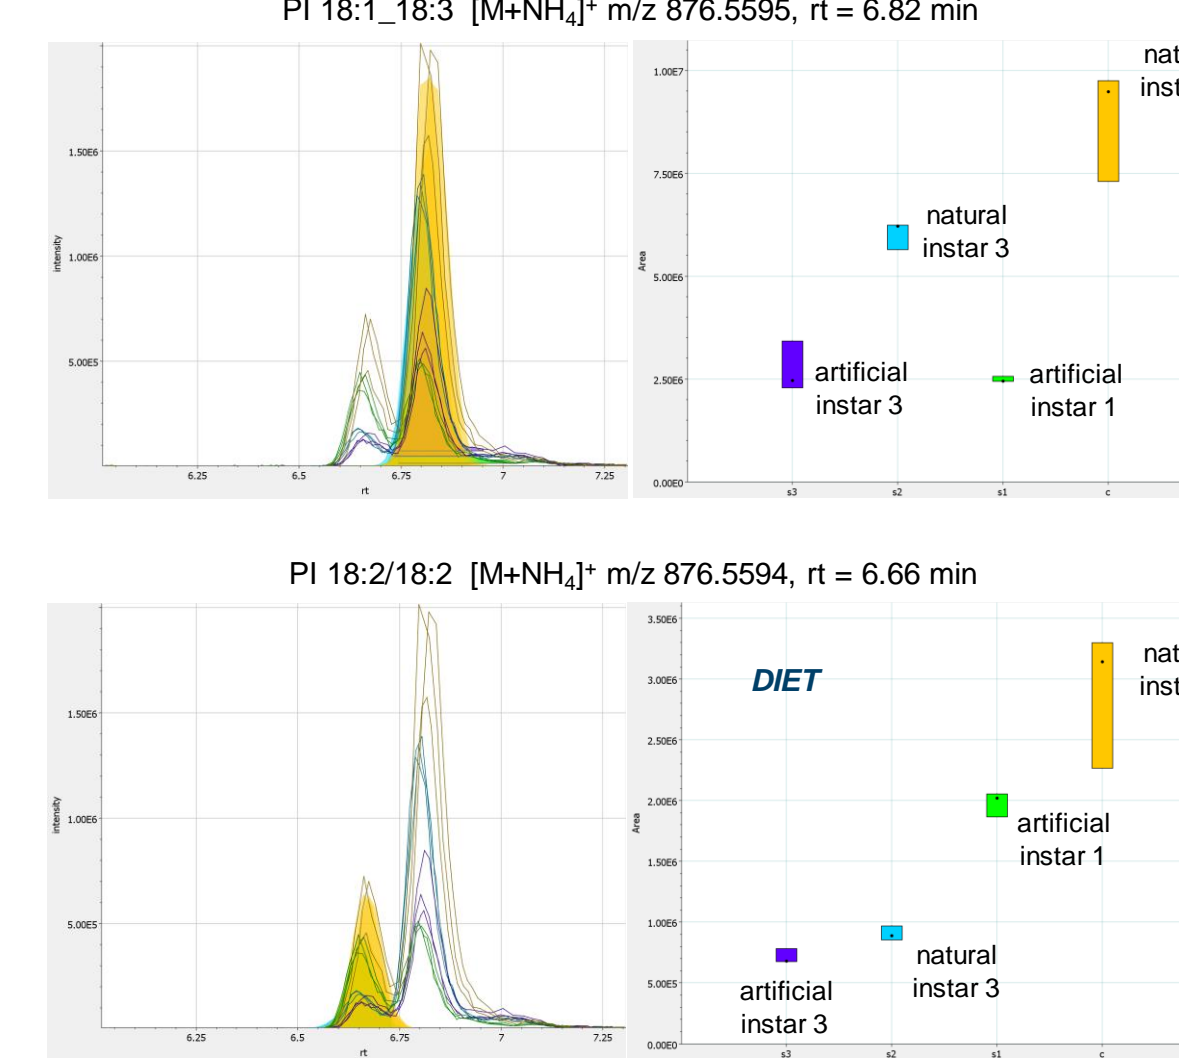 PI 18:1_18:3 [M+NH₄]⁺ m/z 876.5595, rt = 6.82 min
1.50E6
1.00E6
5.00E5
intensity
6.25
6.5
6.75
7
7.25
rt
1.00E7
7.50E6
5.00E6
2.50E6
0.00E0
Area
nat
inst
natural
instar 3
artificial
instar 3
artificial
instar 1
s3
s2
s1
c
PI 18:2/18:2 [M+NH₄]⁺ m/z 876.5594, rt = 6.66 min
1.50E6
1.00E6
5.00E5
intensity
6.25
6.5
6.75
7
7.25
rt
3.50E6
3.00E6
2.50E6
2.00E6
1.50E6
1.00E6
5.00E5
0.00E0
Area
DIET
nat
inst
artificial
instar 1
natural
instar 3
artificial
instar 3
s3
s2
s1
c